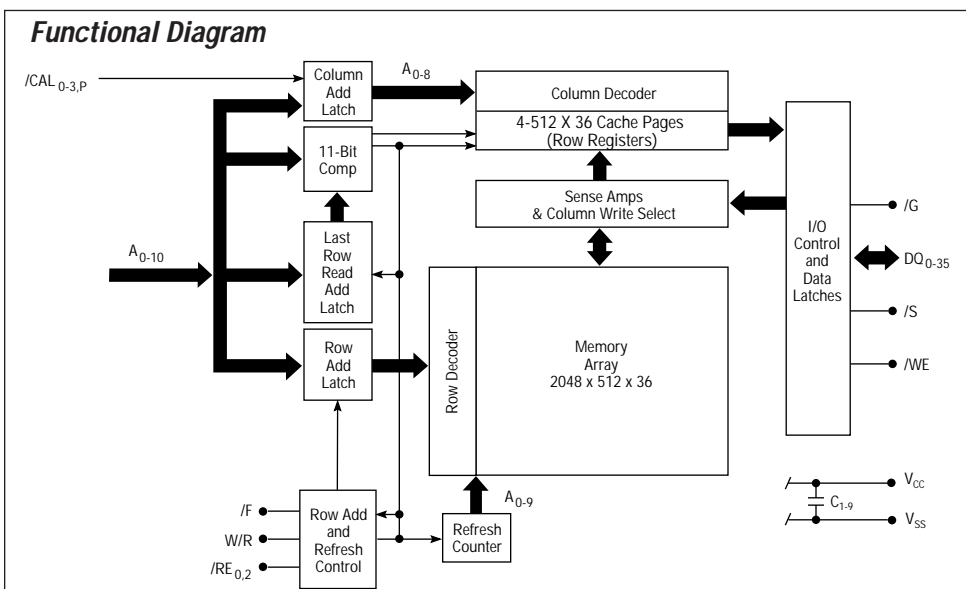 Functional Diagram
/CAL0-3,P
Column
Add
Latch
A0-8
Column Decoder
4-512 X 36 Cache Pages
(Row Registers)
11-Bit
Comp
Sense Amps
& Column Write Select
I/O
Control
and
Data
Latches
/G
DQ0-35
/S
/WE
A0-10
Last
Row
Read
Add
Latch
Row
Add
Latch
Row Decoder
Memory
Array
2048 x 512 x 36
A0-9
/F
W/R
/RE0,2
Row Add
and
Refresh
Control
Refresh
Counter
VCC
C1-9
VSS